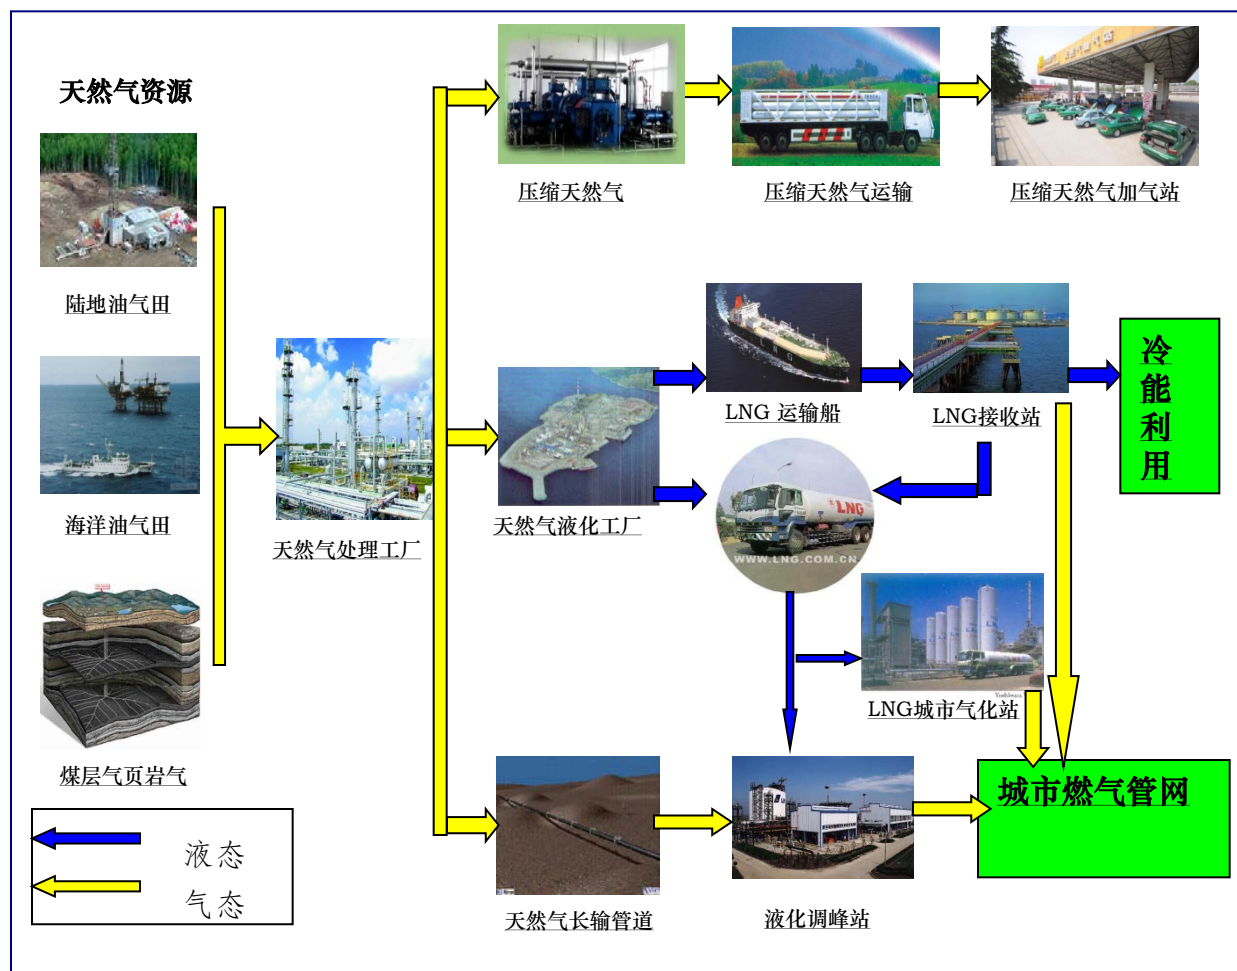 天然气资源
陆地油气田
海洋油气田
煤层气页岩气
液态
气态
天然气处理工厂
压缩天然气
压缩天然气运输
压缩天然气加气站
LNG
LNG 运输船
LNG接收站
冷
能
利
用
天然气液化工厂
LNG
WWW.LNG.COM.CN
LNG城市气化站
城市燃气管网
天然气长输管道
液化调峰站